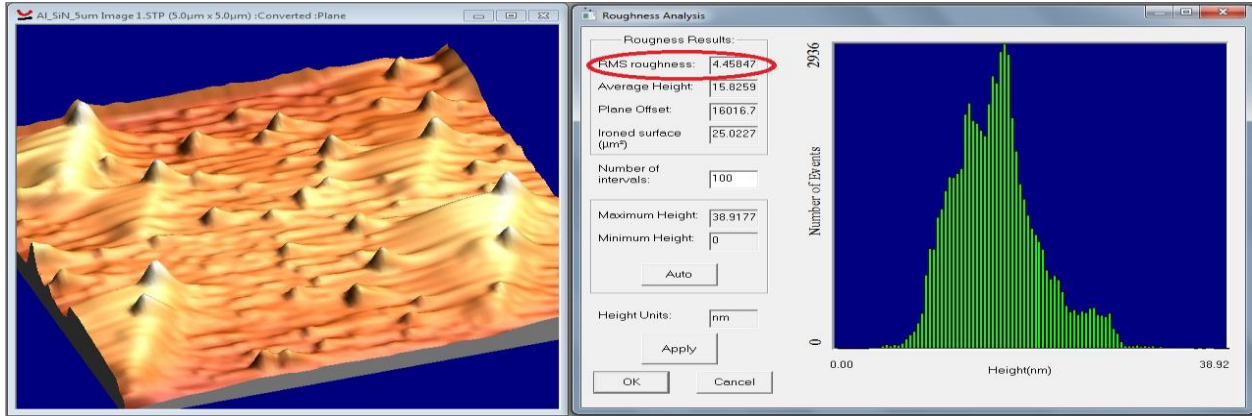 Al_SiN_5um Image 1.STP (5.0µm x 5.0µm) :Converted :Plane
Roughness Analysis
Rougness Results:
RMS roughness: 4.45847
Average Height: 15.8259
Plane Offset: 16016.7
Ironed surface (µm²) 25.0227
Number of intervals: 100
Maximum Height: 38.9177
Minimum Height: 0
Auto
Height Units: nm
Apply
OK Cancel
2936
Number of Events
0
0.00 Height(nm) 38.92